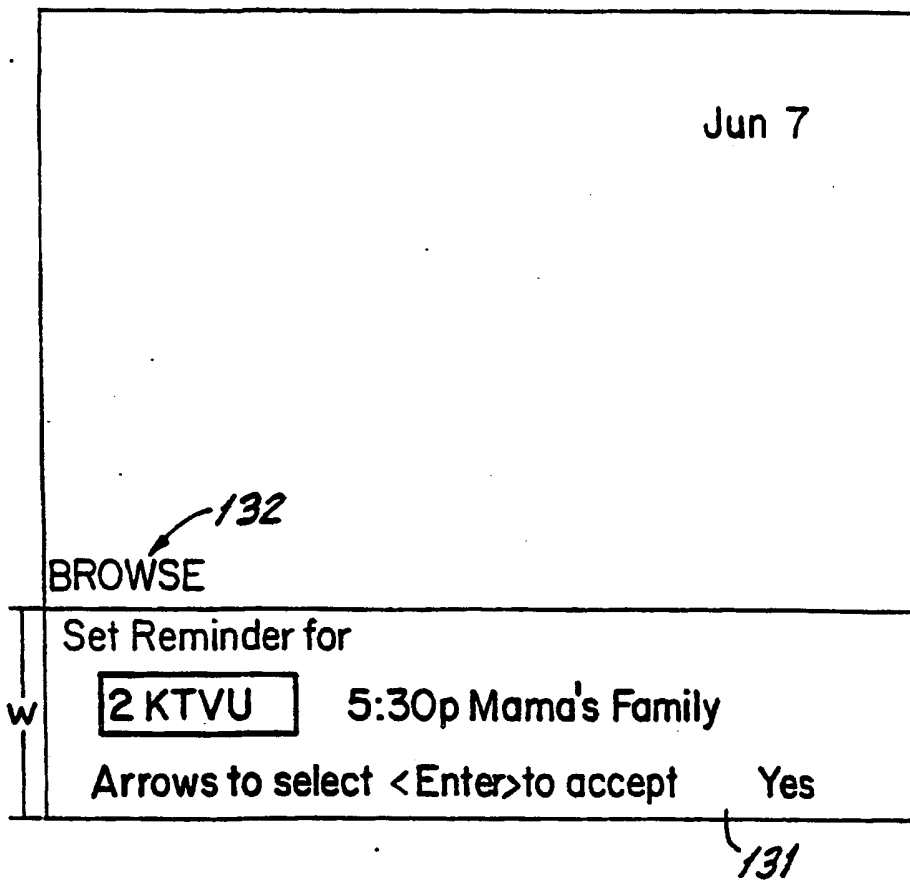 Jun 7
132
BROWSE
Set Reminder for
W
2 KTVU 5:30p Mama's Family
Arrows to select <Enter>to accept Yes
131